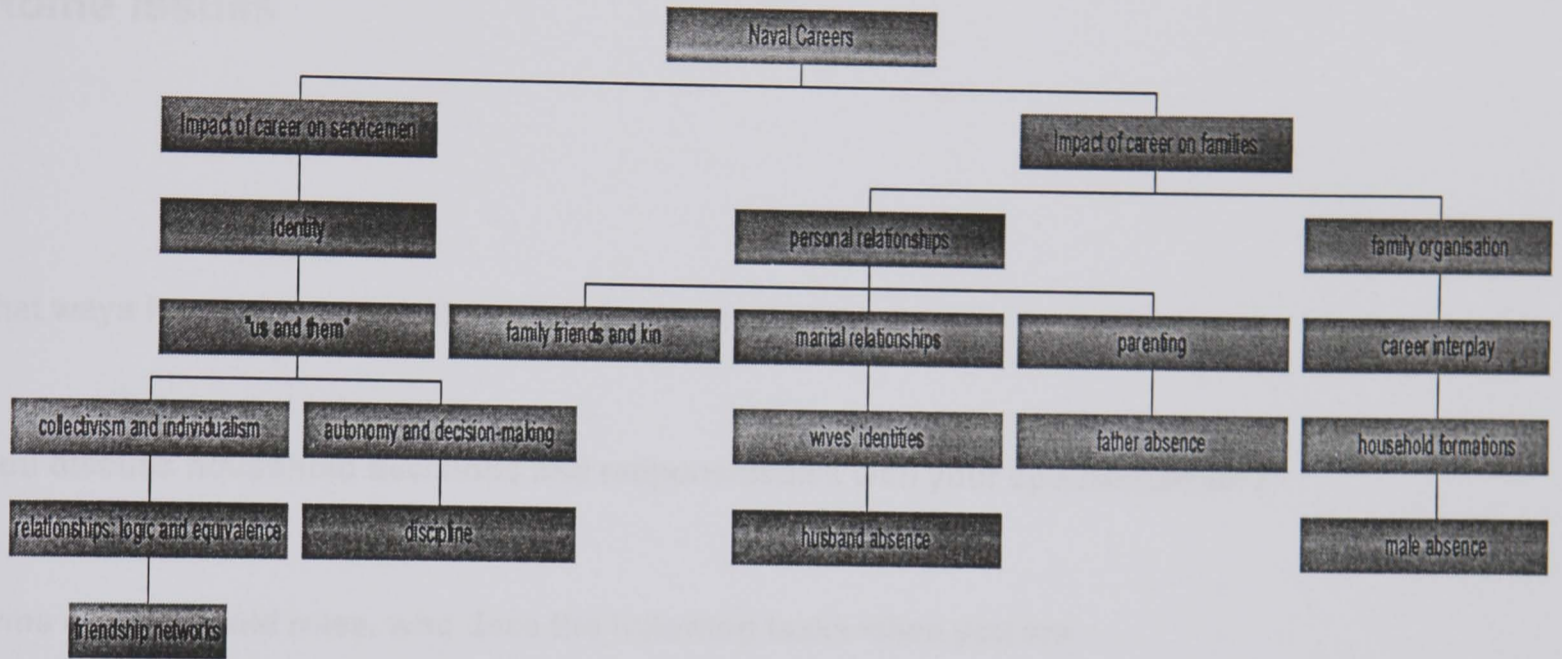 Naval Careers
Impact of career on servicemen
Impact of career on families
identity
personal relationships
family organisation
"us and them"
family friends and kin
marital relationships
parenting
career interplay
collectivism and individualism
autonomy and decision-making
wives' identities
father absence
household formations
relationships: logic and equivalence
discipline
husband absence
male absence
friendship networks